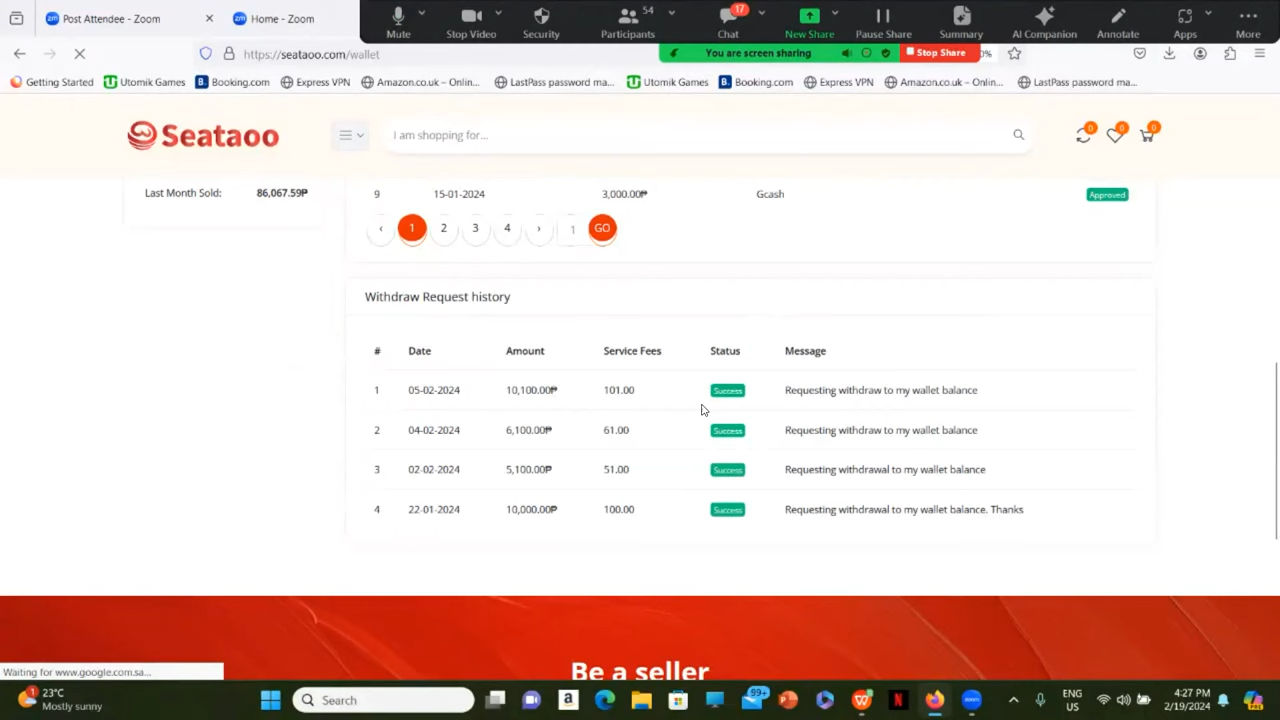 Post Attendee - Zoom
Home - Zoom
Mute
Stop Video
Security
54
Participants
17
Chat
New Share
Pause Share
Summary
AI Companion
Annotate
Apps
More
https://seataoo.com/wallet
You are screen sharing
Stop Share
Getting Started
Utomik Games
Booking.com
Express VPN
Amazon.co.uk – Onlin...
LastPass password ma...
Utomik Games
Booking.com
Express VPN
Amazon.co.uk – Onlin...
LastPass password ma...
Seataoo
I am shopping for...
0
0
0
Last Month Sold: 86,067.59₱
9 15-01-2024 3,000.00₱ Gcash Approved
‹ 1 2 3 4 › 1 GO
Withdraw Request history
# Date Amount Service Fees Status Message
1 05-02-2024 10,100.00₱ 101.00 Success Requesting withdraw to my wallet balance
2 04-02-2024 6,100.00₱ 61.00 Success Requesting withdraw to my wallet balance
3 02-02-2024 5,100.00₱ 51.00 Success Requesting withdrawal to my wallet balance
4 22-01-2024 10,000.00₱ 100.00 Success Requesting withdrawal to my wallet balance. Thanks
Be a seller
Waiting for www.google.com.sa...
23°C
Mostly sunny
Search
99+
ENG
US
4:27 PM
2/19/2024